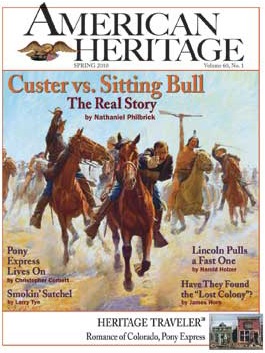 AMERICAN
HERITAGE
SPRING 2010
Volume 60, No. 1
Custer vs. Sitting Bull
The Real Story
by Nathaniel Philbrick
Pony
Express
Lives On
by Christopher Corbett
Smokin' Satchel
by Larry Tye
Lincoln Pulls
a Fast One
by Harold Holzer
Have They Found
the "Lost Colony"?
by James Horn
HERITAGE TRAVELER
Romance of Colorado, Pony Express